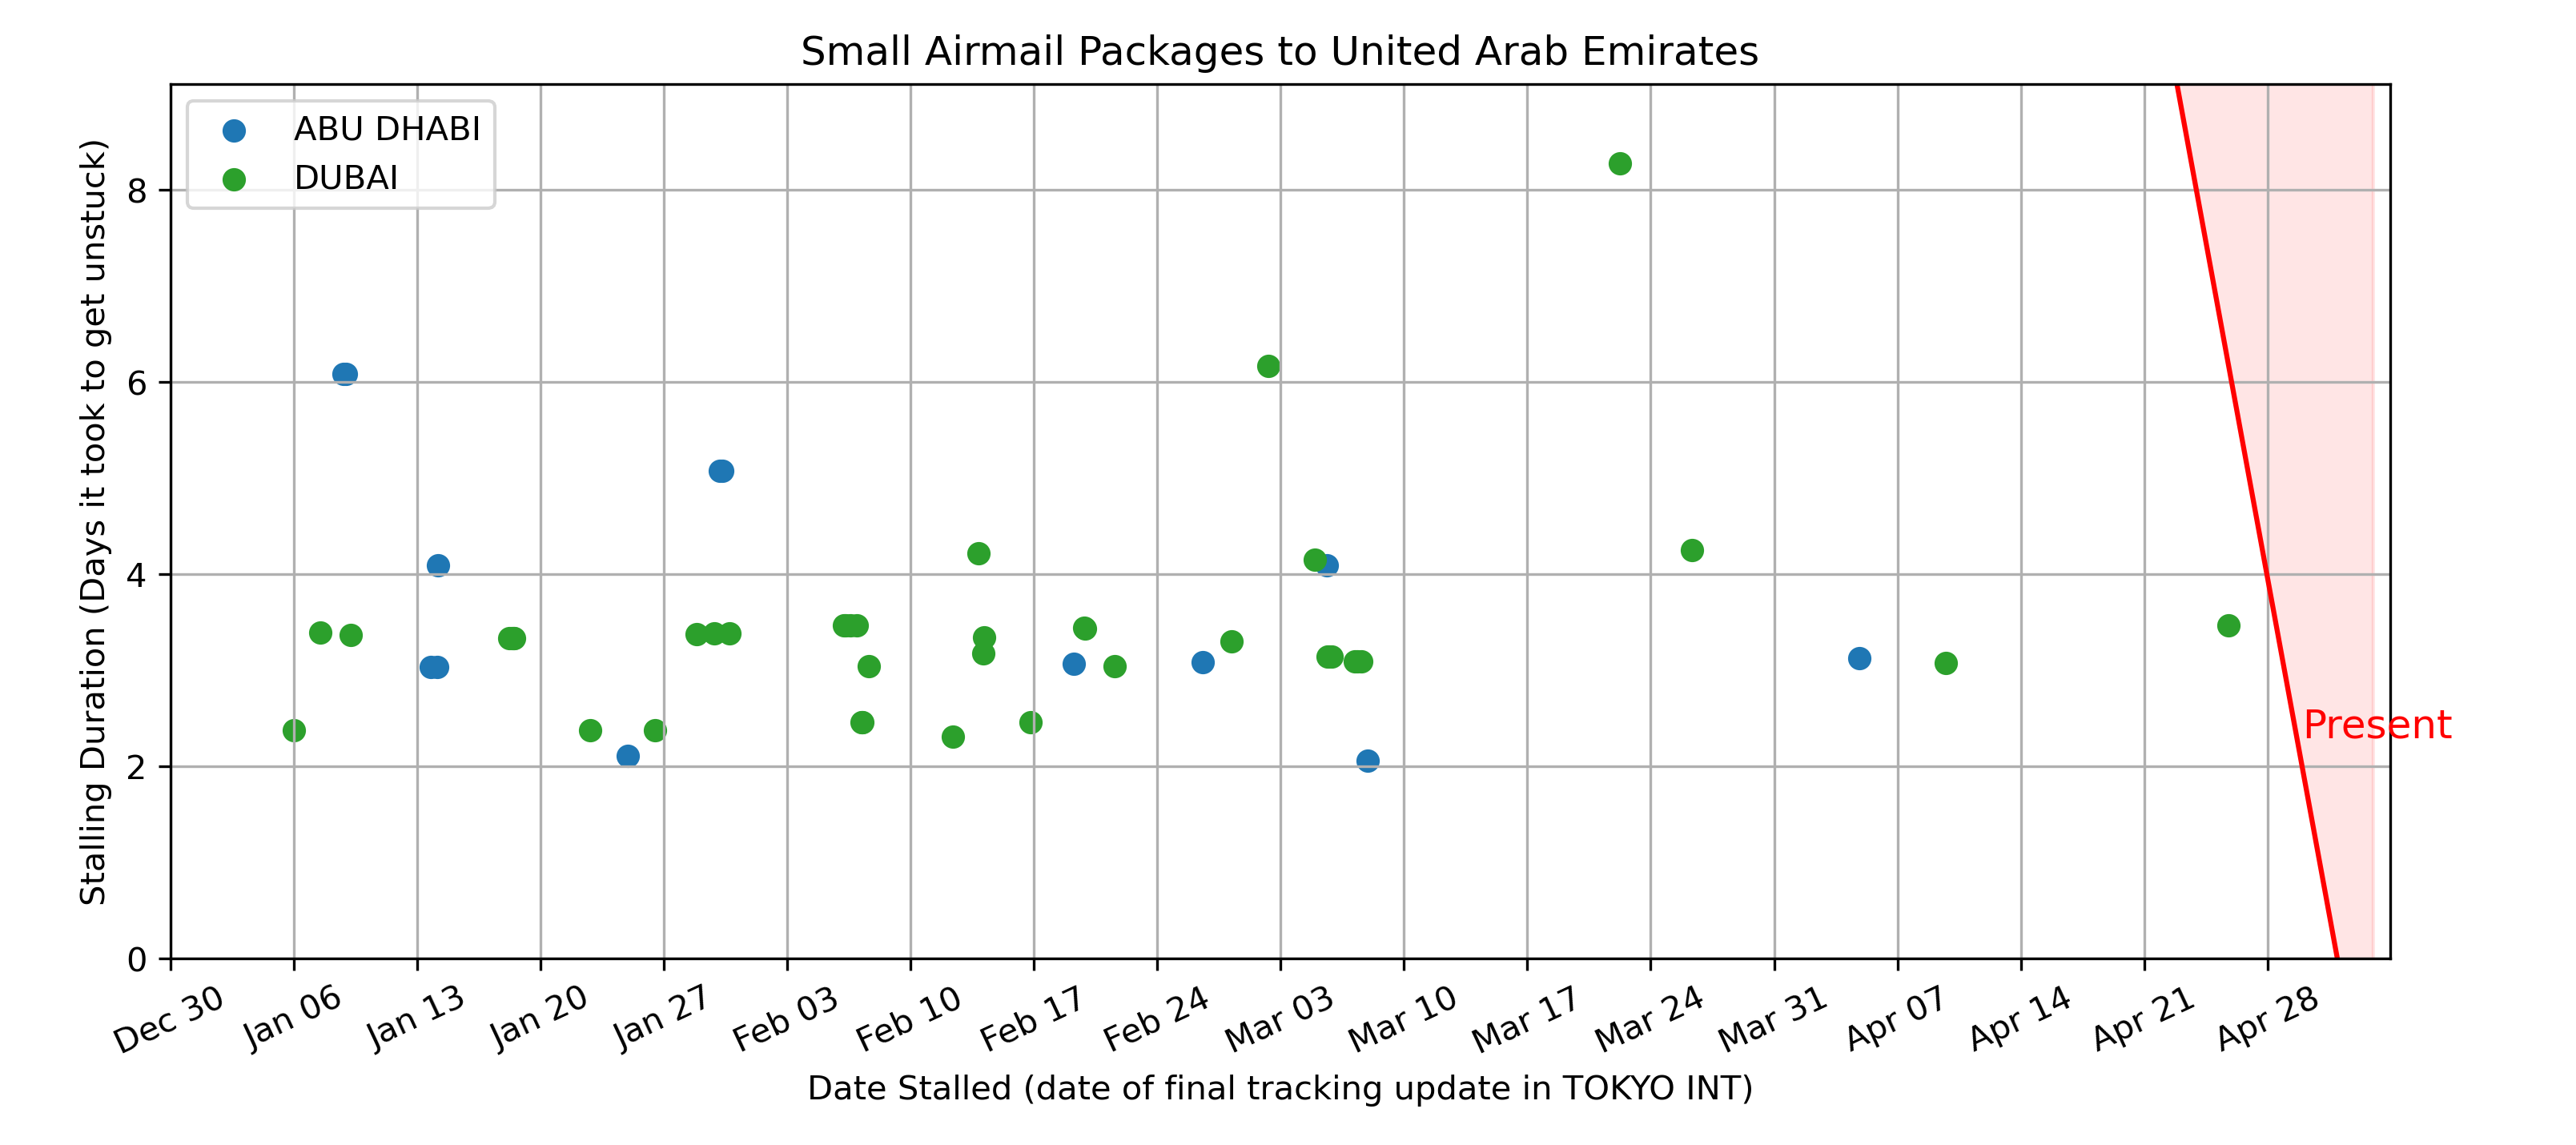 Small Airmail Packages to United Arab Emirates
ABU DHABI
DUBAI
Stalling Duration (Days it took to get unstuck)
8
6
4
2
0
Present
Dec 30
Jan 06
Jan 13
Jan 20
Jan 27
Feb 03
Feb 10
Feb 17
Feb 24
Mar 03
Mar 10
Mar 17
Mar 24
Mar 31
Apr 07
Apr 14
Apr 21
Apr 28
Date Stalled (date of final tracking update in TOKYO INT)